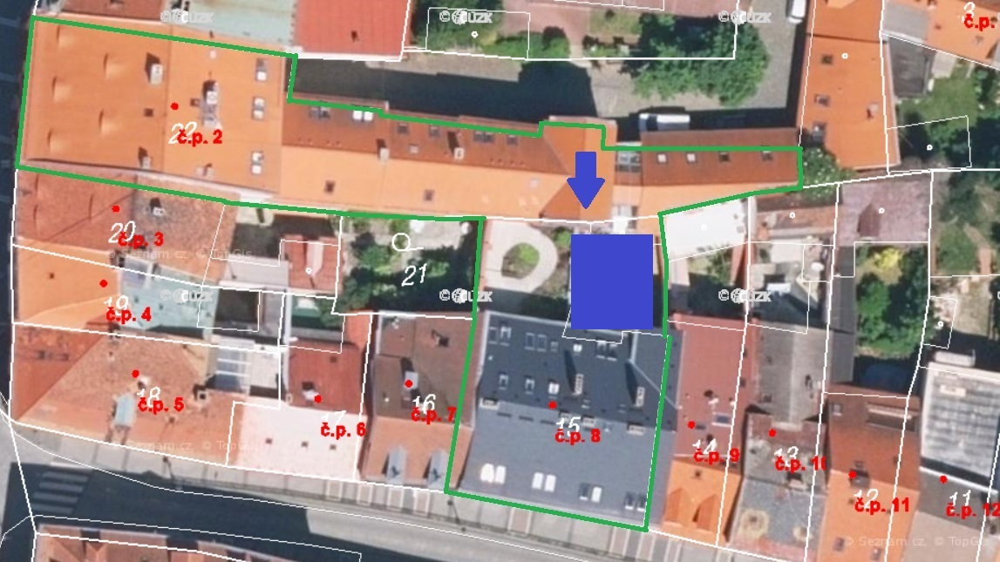 © ČÚZK
© ČÚZK
© ČÚZK
3
č.p.
22
č.p. 2
20
č.p. 3
© Seznam.cz, © TopGis
21
© ČÚZK
© ČÚZK
© ČÚZK
19
č.p. 4
18
č.p. 5
16
č.p. 7
č.p. 6
15
č.p. 8
14
č.p. 9
13
č.p. 10
12
č.p. 11
11
č.p. 12
© Seznam.cz, © TopGis
© Seznam.cz, © TopGis